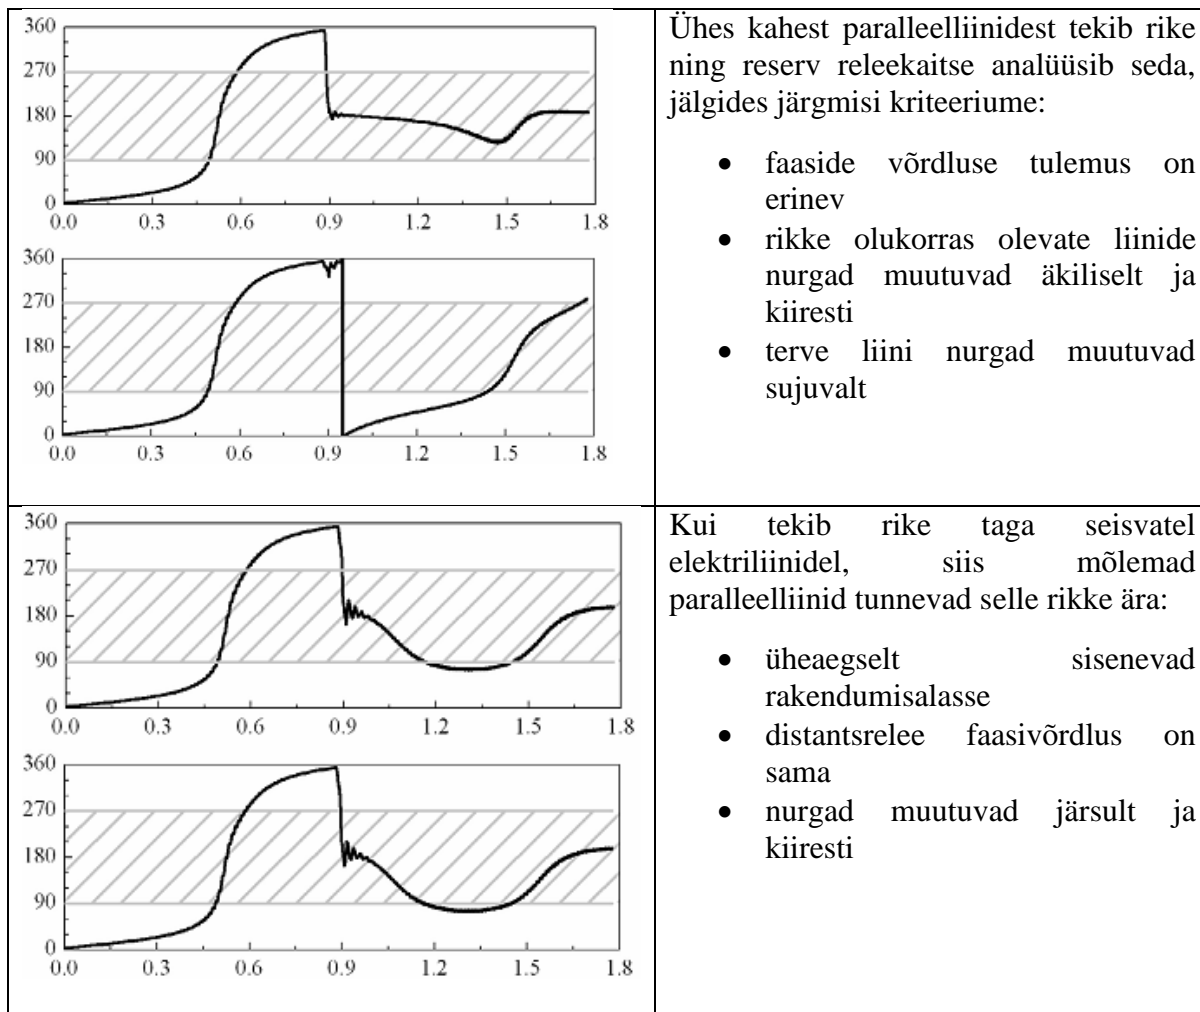 360
270
180
90
0
0.0 0.3 0.6 0.9 1.2 1.5 1.8
360
270
180
90
0
0.0 0.3 0.6 0.9 1.2 1.5 1.8
Ühes kahest paralleelliinidest tekib rike
ning reserv releekaitse analüüsib seda,
jälgides järgmisi kriteeriume:
• faaside võrdluse tulemus on
erinev
• rikke olukorras olevate liinide
nurgad muutuvad äkiliselt ja
kiiresti
• terve liini nurgad muutuvad
sujuvalt
360
270
180
90
0
0.0 0.3 0.6 0.9 1.2 1.5 1.8
360
270
180
90
0
0.0 0.3 0.6 0.9 1.2 1.5 1.8
Kui tekib rike taga seisvatel
elektriliinidel, siis mõlemad
paralleelliinid tunnevad selle rikke ära:
• üheaegselt sisenevad
rakendumisalasse
• distantsrelee faasivõrdlus on
sama
• nurgad muutuvad järsult ja
kiiresti